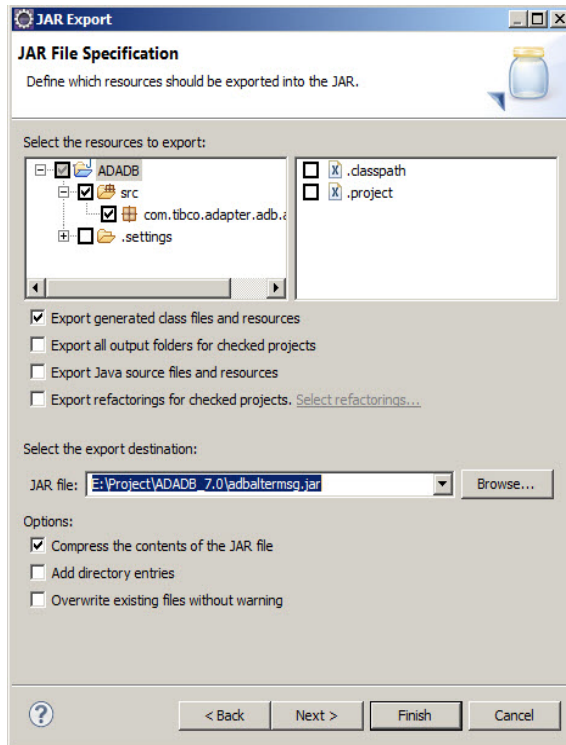 JAR Export
JAR File Specification
Define which resources should be exported into the JAR.
Select the resources to export:
ADADB
src
com.tibco.adapter.adb.a
.settings
.classpath
.project
Export generated class files and resources
Export all output folders for checked projects
Export Java source files and resources
Export refactorings for checked projects. Select refactorings...
Select the export destination:
JAR file: E:\Project\ADADB_7.0\adbaltermsg.jar Browse...
Options:
Compress the contents of the JAR file
Add directory entries
Overwrite existing files without warning
? < Back Next > Finish Cancel